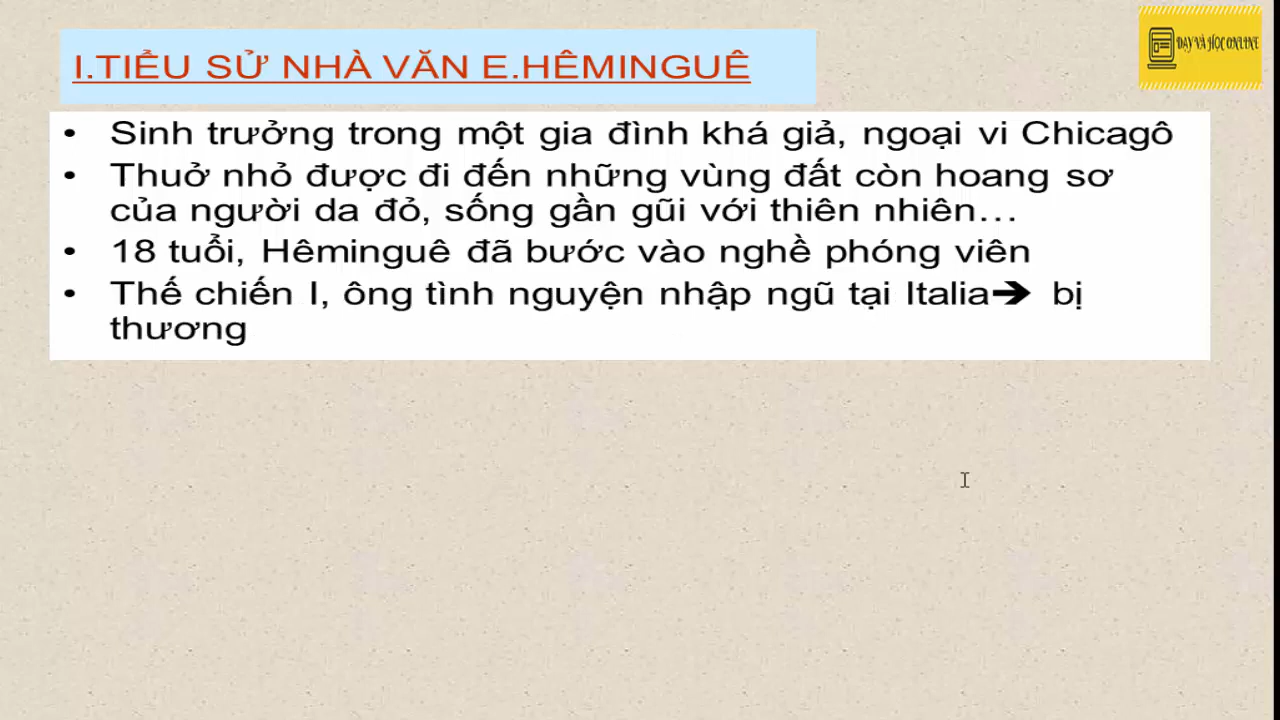 DẠY VÀ HỌC ONLINE
I.TIỂU SỬ NHÀ VĂN E.HÊMINGUÊ
• Sinh trưởng trong một gia đình khá giả, ngoại vi Chicagô
• Thuở nhỏ được đi đến những vùng đất còn hoang sơ
của người da đỏ, sống gần gũi với thiên nhiên…
• 18 tuổi, Hêminguê đã bước vào nghề phóng viên
• Thế chiến I, ông tình nguyện nhập ngũ tại Italia➔ bị
thương